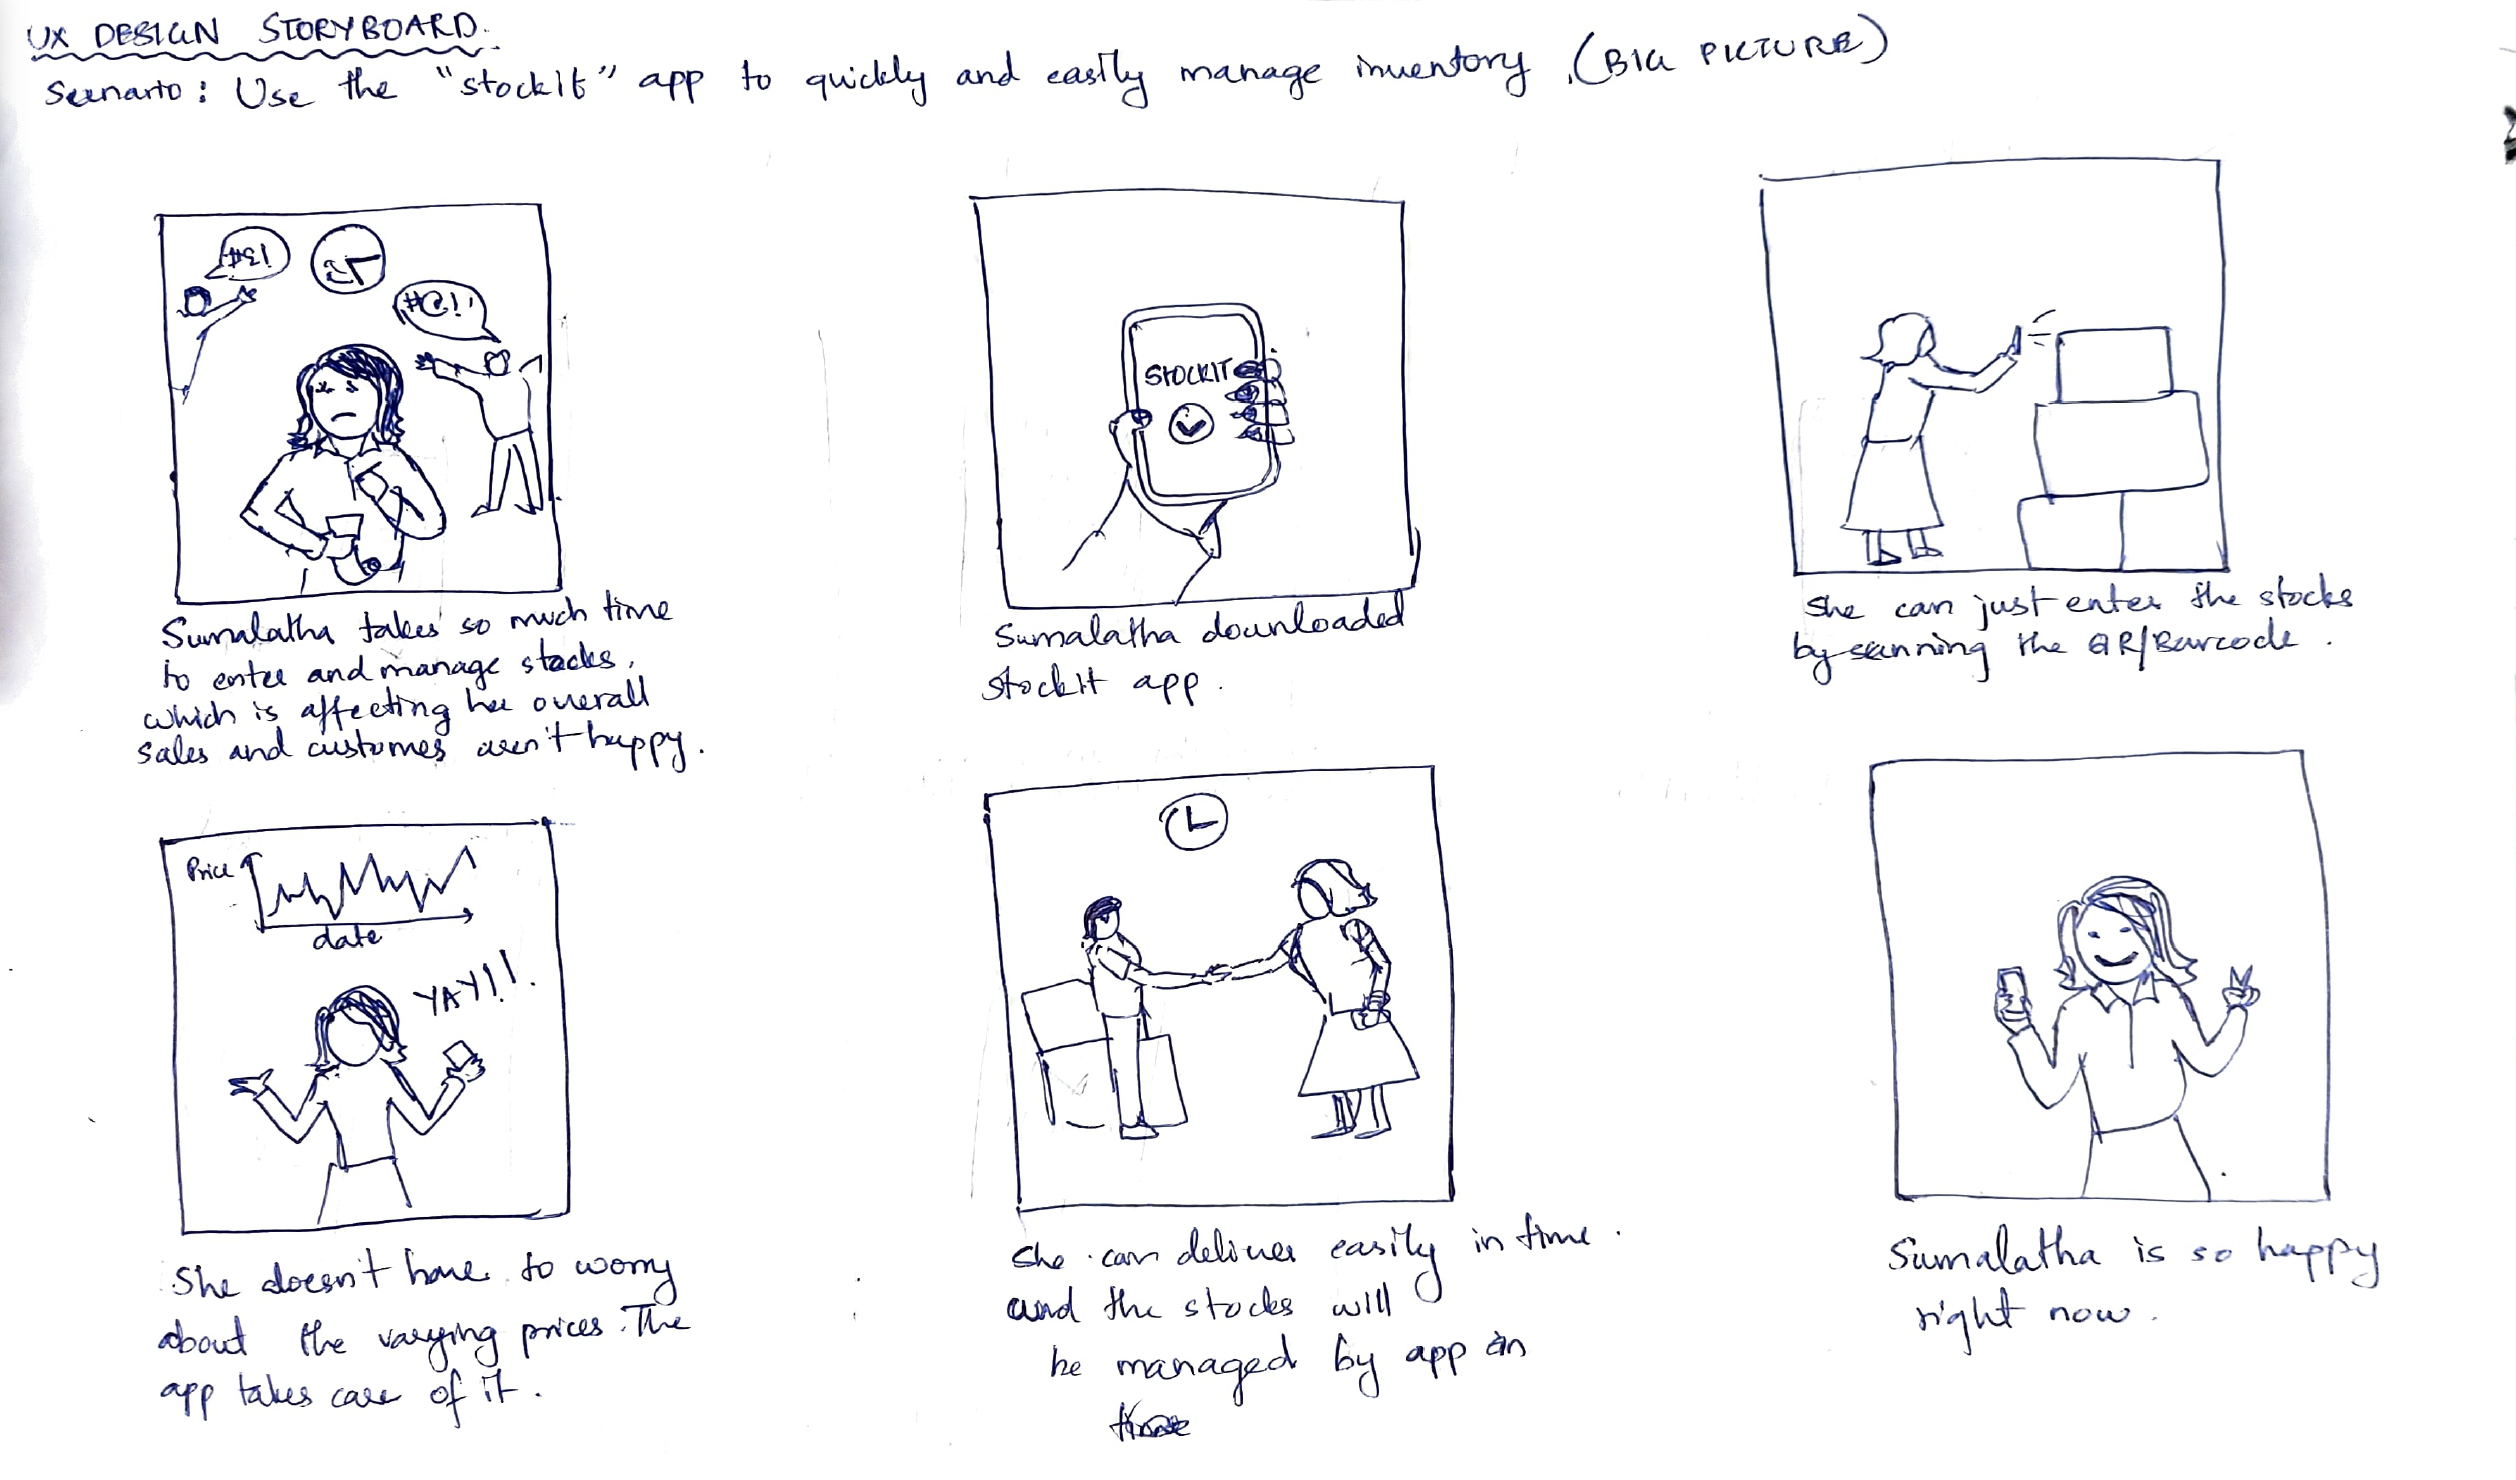 UX DESIGN STORYBOARD.
Scenario : Use the "stockIt" app to quickly and easily manage inventory. (BIG PICTURE)
#$!
#@!!
Sumalatha takes so much time
to enter and manage stocks,
which is affecting her overall
sales and customes aren't happy.
STOCKIT
Sumalatha downloaded
stockIt app.
she can just enter the stocks
by scanning the QR/Barcode.
Price
date
YAY!!!
She doesn't have to worry
about the varying prices. The
app takes care of it.
she can deliver easily in time.
and the stocks will
be managed by app in
time
Sumalatha is so happy
right now.